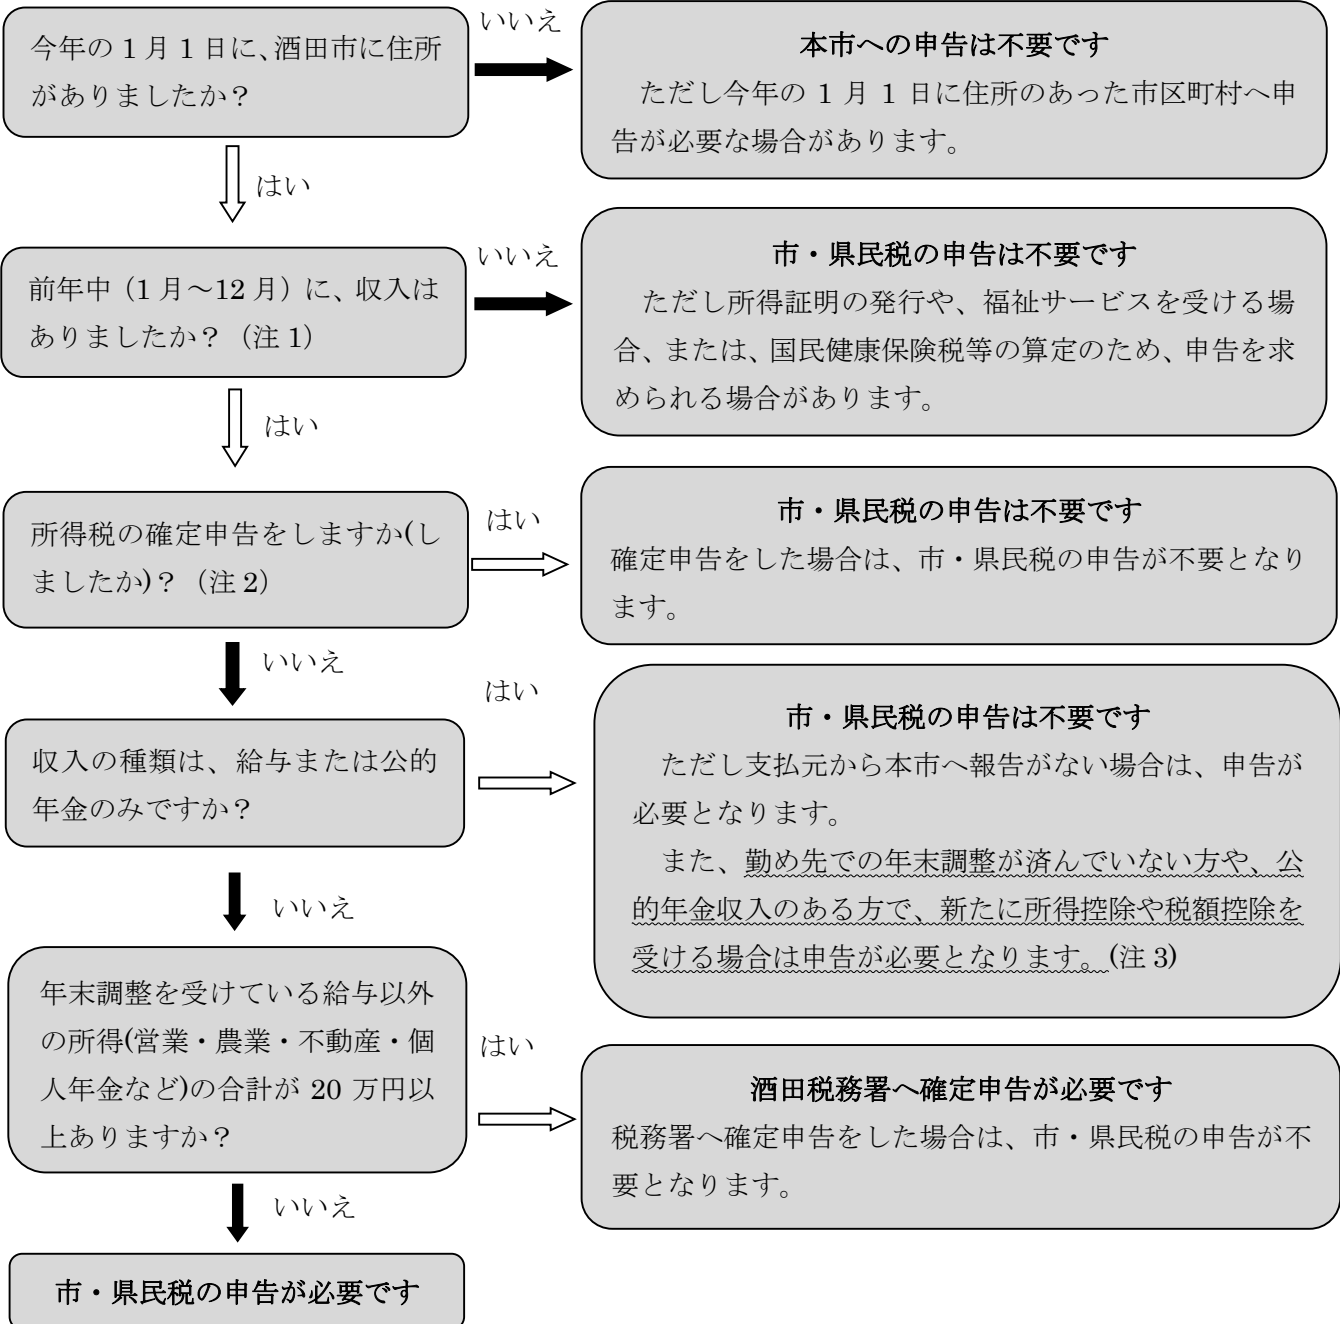 今年の1月1日に、酒田市に住所
がありましたか？
いいえ
本市への申告は不要です
ただし今年の 1 月 1 日に住所のあった市区町村へ申
告が必要な場合があります。
はい
前年中（1月～12月）に、収入は
ありましたか？（注1）
いいえ
市・県民税の申告は不要です
ただし所得証明の発行や、福祉サービスを受ける場
合、または、国民健康保険税等の算定のため、申告を求
められる場合があります。
はい
所得税の確定申告をしますか(し
ましたか)？（注2）
はい
市・県民税の申告は不要です
確定申告をした場合は、市・県民税の申告が不要となり
ます。
いいえ
収入の種類は、給与または公的
年金のみですか？
はい
市・県民税の申告は不要です
ただし支払元から本市へ報告がない場合は、申告が
必要となります。
また、勤め先での年末調整が済んでいない方や、公
的年金収入のある方で、新たに所得控除や税額控除を
受ける場合は申告が必要となります。(注3)
いいえ
年末調整を受けている給与以外
の所得(営業・農業・不動産・個
人年金など)の合計が 20 万円以
上ありますか？
はい
酒田税務署へ確定申告が必要です
税務署へ確定申告をした場合は、市・県民税の申告が不
要となります。
いいえ
市・県民税の申告が必要です